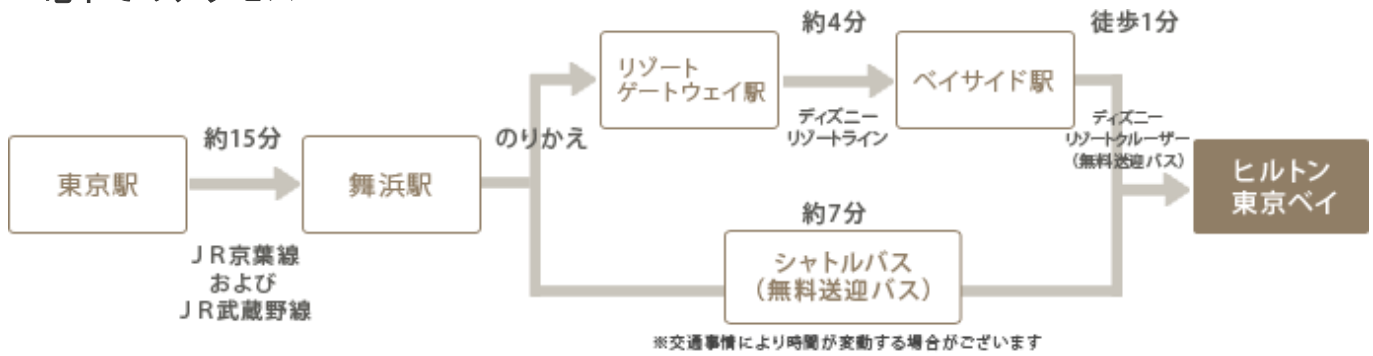 約4分
徒歩1分
リゾート
ゲートウェイ駅
ベイサイド駅
ディズニー
リゾートライン
ディズニー
リゾートクルーザー
(無料送迎バス)
約15分
のりかえ
東京駅
舞浜駅
ヒルトン
東京ベイ
JR京葉線
および
JR武蔵野線
約7分
シャトルバス
(無料送迎バス)
※交通事情により時間が変動する場合がございます